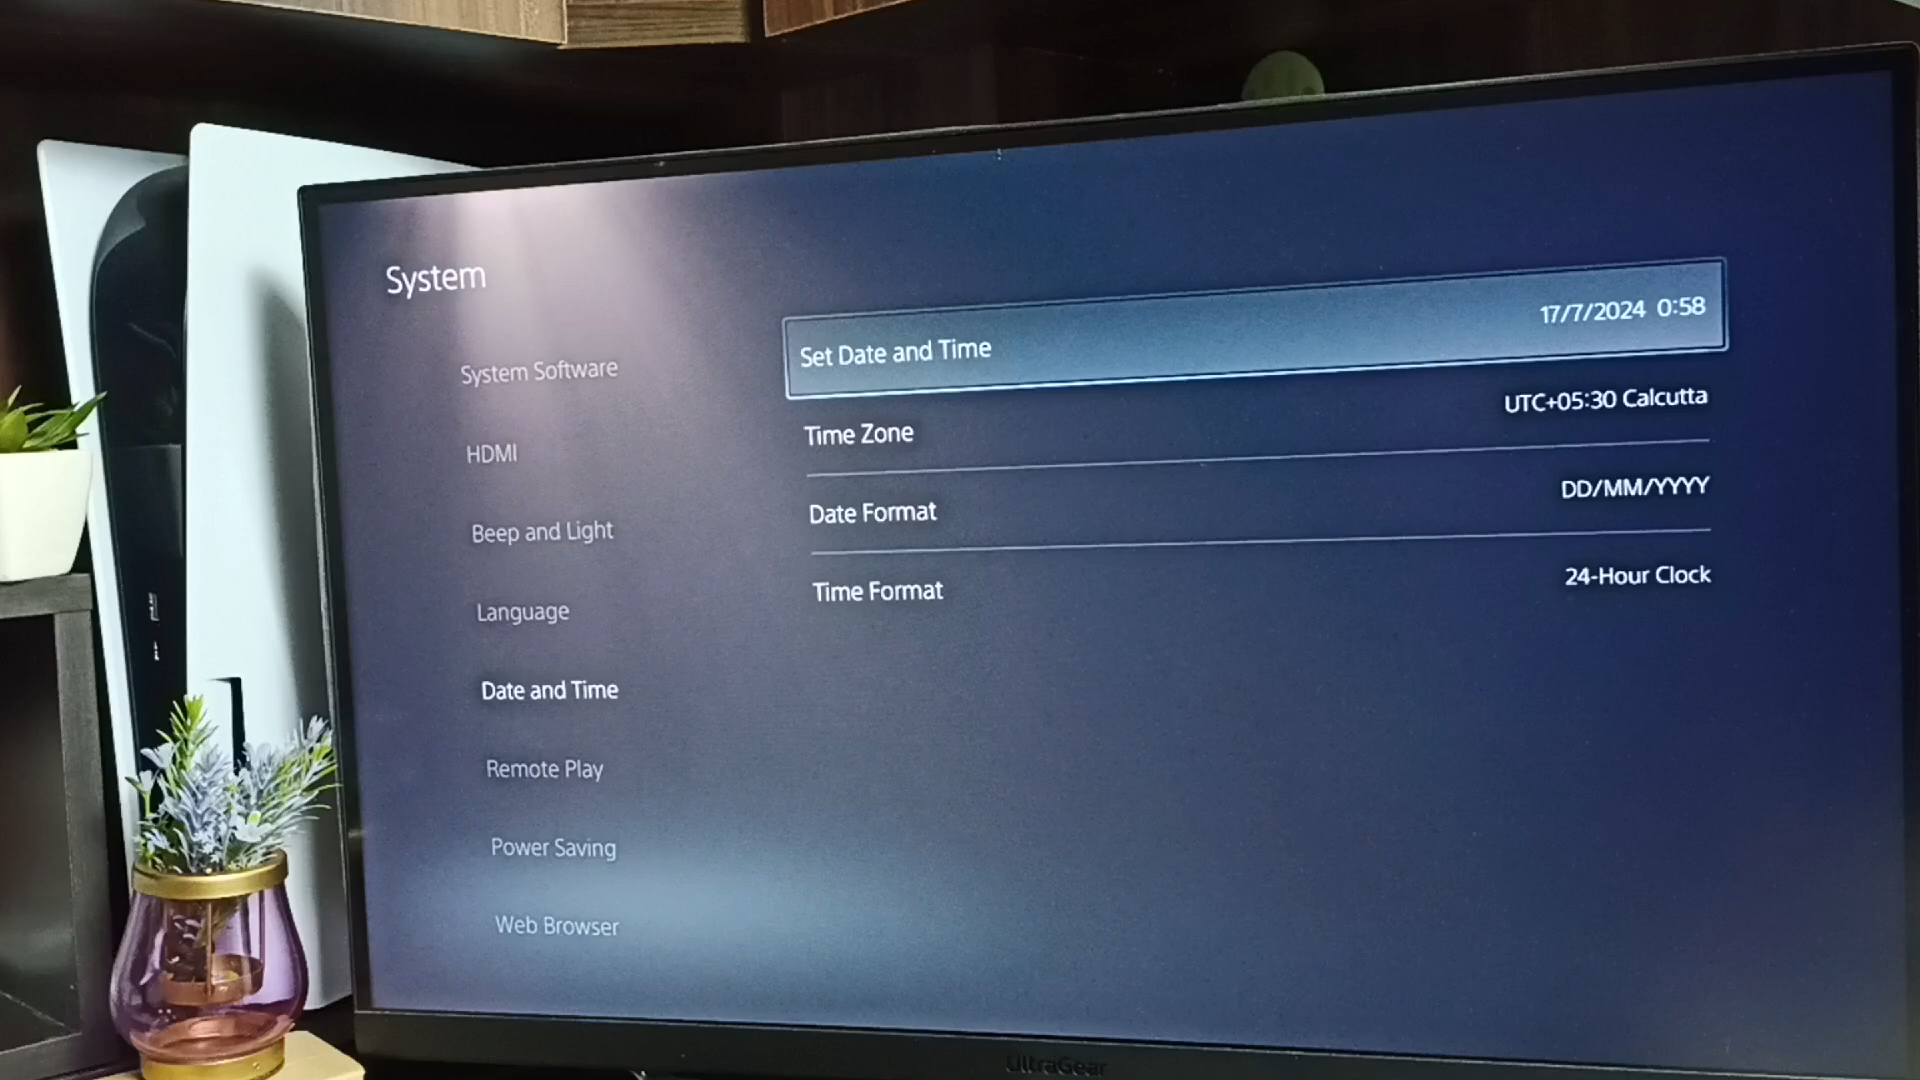 System
System Software
HDMI
Beep and Light
Language
Date and Time
Remote Play
Power Saving
Web Browser
Set Date and Time 17/7/2024 0:58
Time Zone UTC+05:30 Calcutta
Date Format DD/MM/YYYY
Time Format 24-Hour Clock
UltraGear